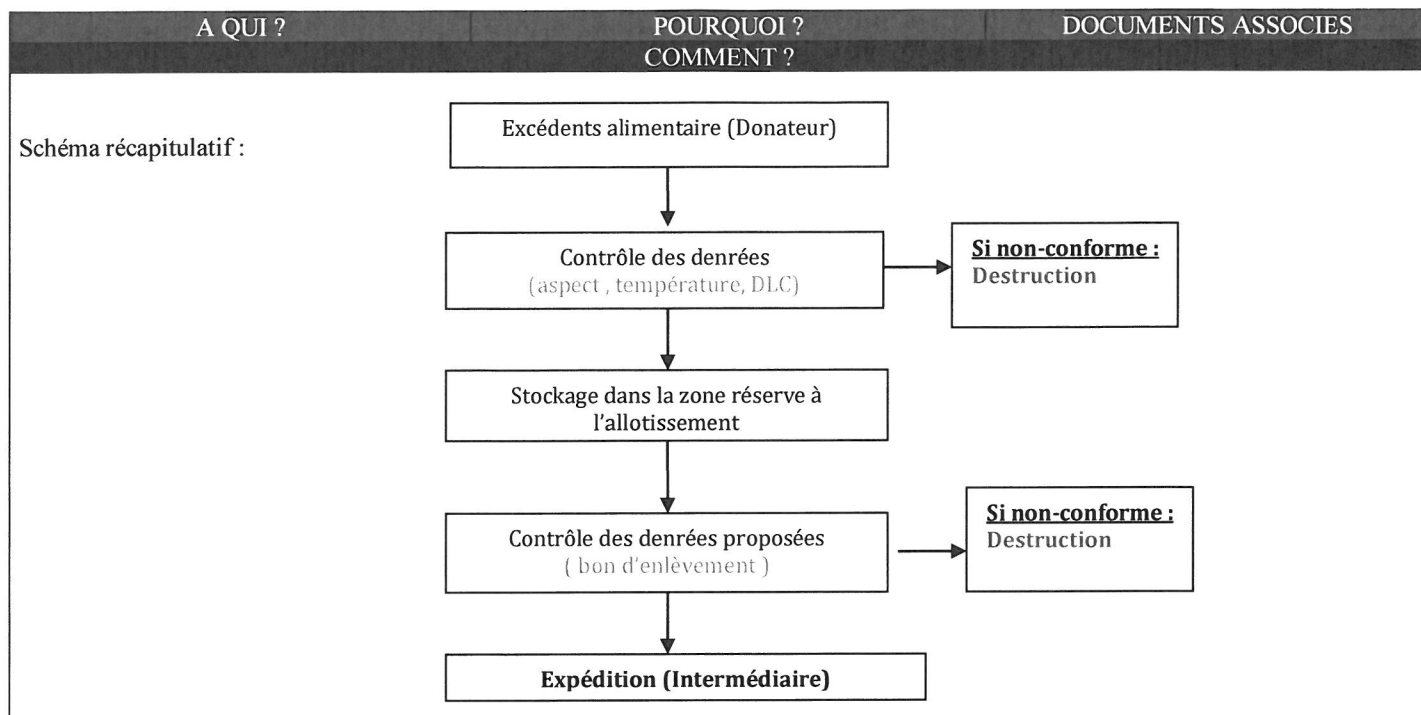 A QUI ?
POURQUOI ?
DOCUMENTS ASSOCIES
COMMENT ?
Schéma récapitulatif :
Excédents alimentaire (Donateur)
Contrôle des denrées
(aspect , température, DLC)
Si non-conforme :
Destruction
Stockage dans la zone réserve à
l'allotissement
Contrôle des denrées proposées
( bon d'enlèvement )
Si non-conforme :
Destruction
Expédition (Intermédiaire)